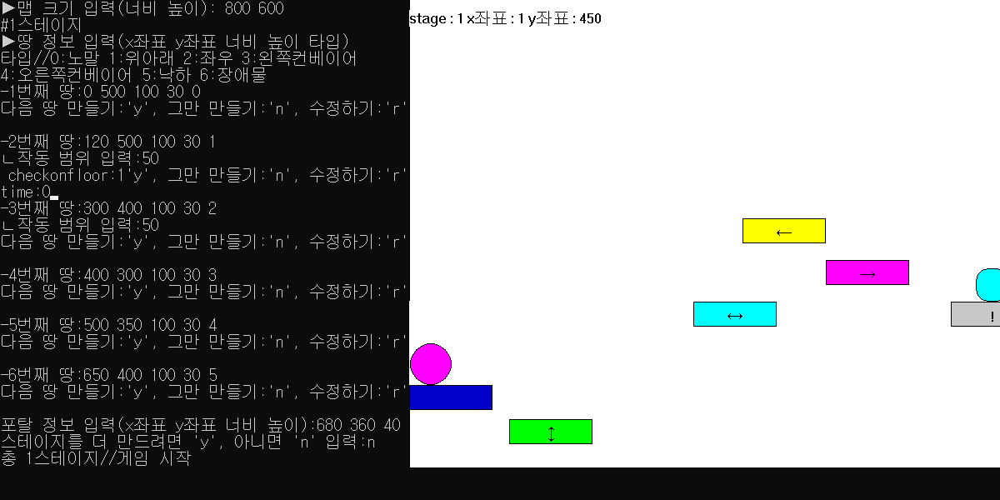 ▶맵 크기 입력(너비 높이): 800 600
#1스테이지
▶땅 정보 입력(x좌표 y좌표 너비 높이 타입)
타입//0:노말 1:위아래 2:좌우 3:왼쪽컨베이어
4:오른쪽컨베이어 5:낙하 6:장애물
-1번째 땅:0 500 100 30 0
다음 땅 만들기:'y', 그만 만들기:'n', 수정하기:'r'
-2번째 땅:120 500 100 30 1
ㄴ작동 범위 입력:50
checkonfloor:1'y', 그만 만들기:'n', 수정하기:'r'
time:0
-3번째 땅:300 400 100 30 2
ㄴ작동 범위 입력:50
다음 땅 만들기:'y', 그만 만들기:'n', 수정하기:'r'
-4번째 땅:400 300 100 30 3
다음 땅 만들기:'y', 그만 만들기:'n', 수정하기:'r'
-5번째 땅:500 350 100 30 4
다음 땅 만들기:'y', 그만 만들기:'n', 수정하기:'r'
-6번째 땅:650 400 100 30 5
다음 땅 만들기:'y', 그만 만들기:'n', 수정하기:'r'
포탈 정보 입력(x좌표 y좌표 너비 높이):680 360 40
스테이지를 더 만드려면 'y', 아니면 'n' 입력:n
총 1스테이지//게임 시작
stage : 1 x좌표 : 1 y좌표 : 450
←
→
↔
!
↕